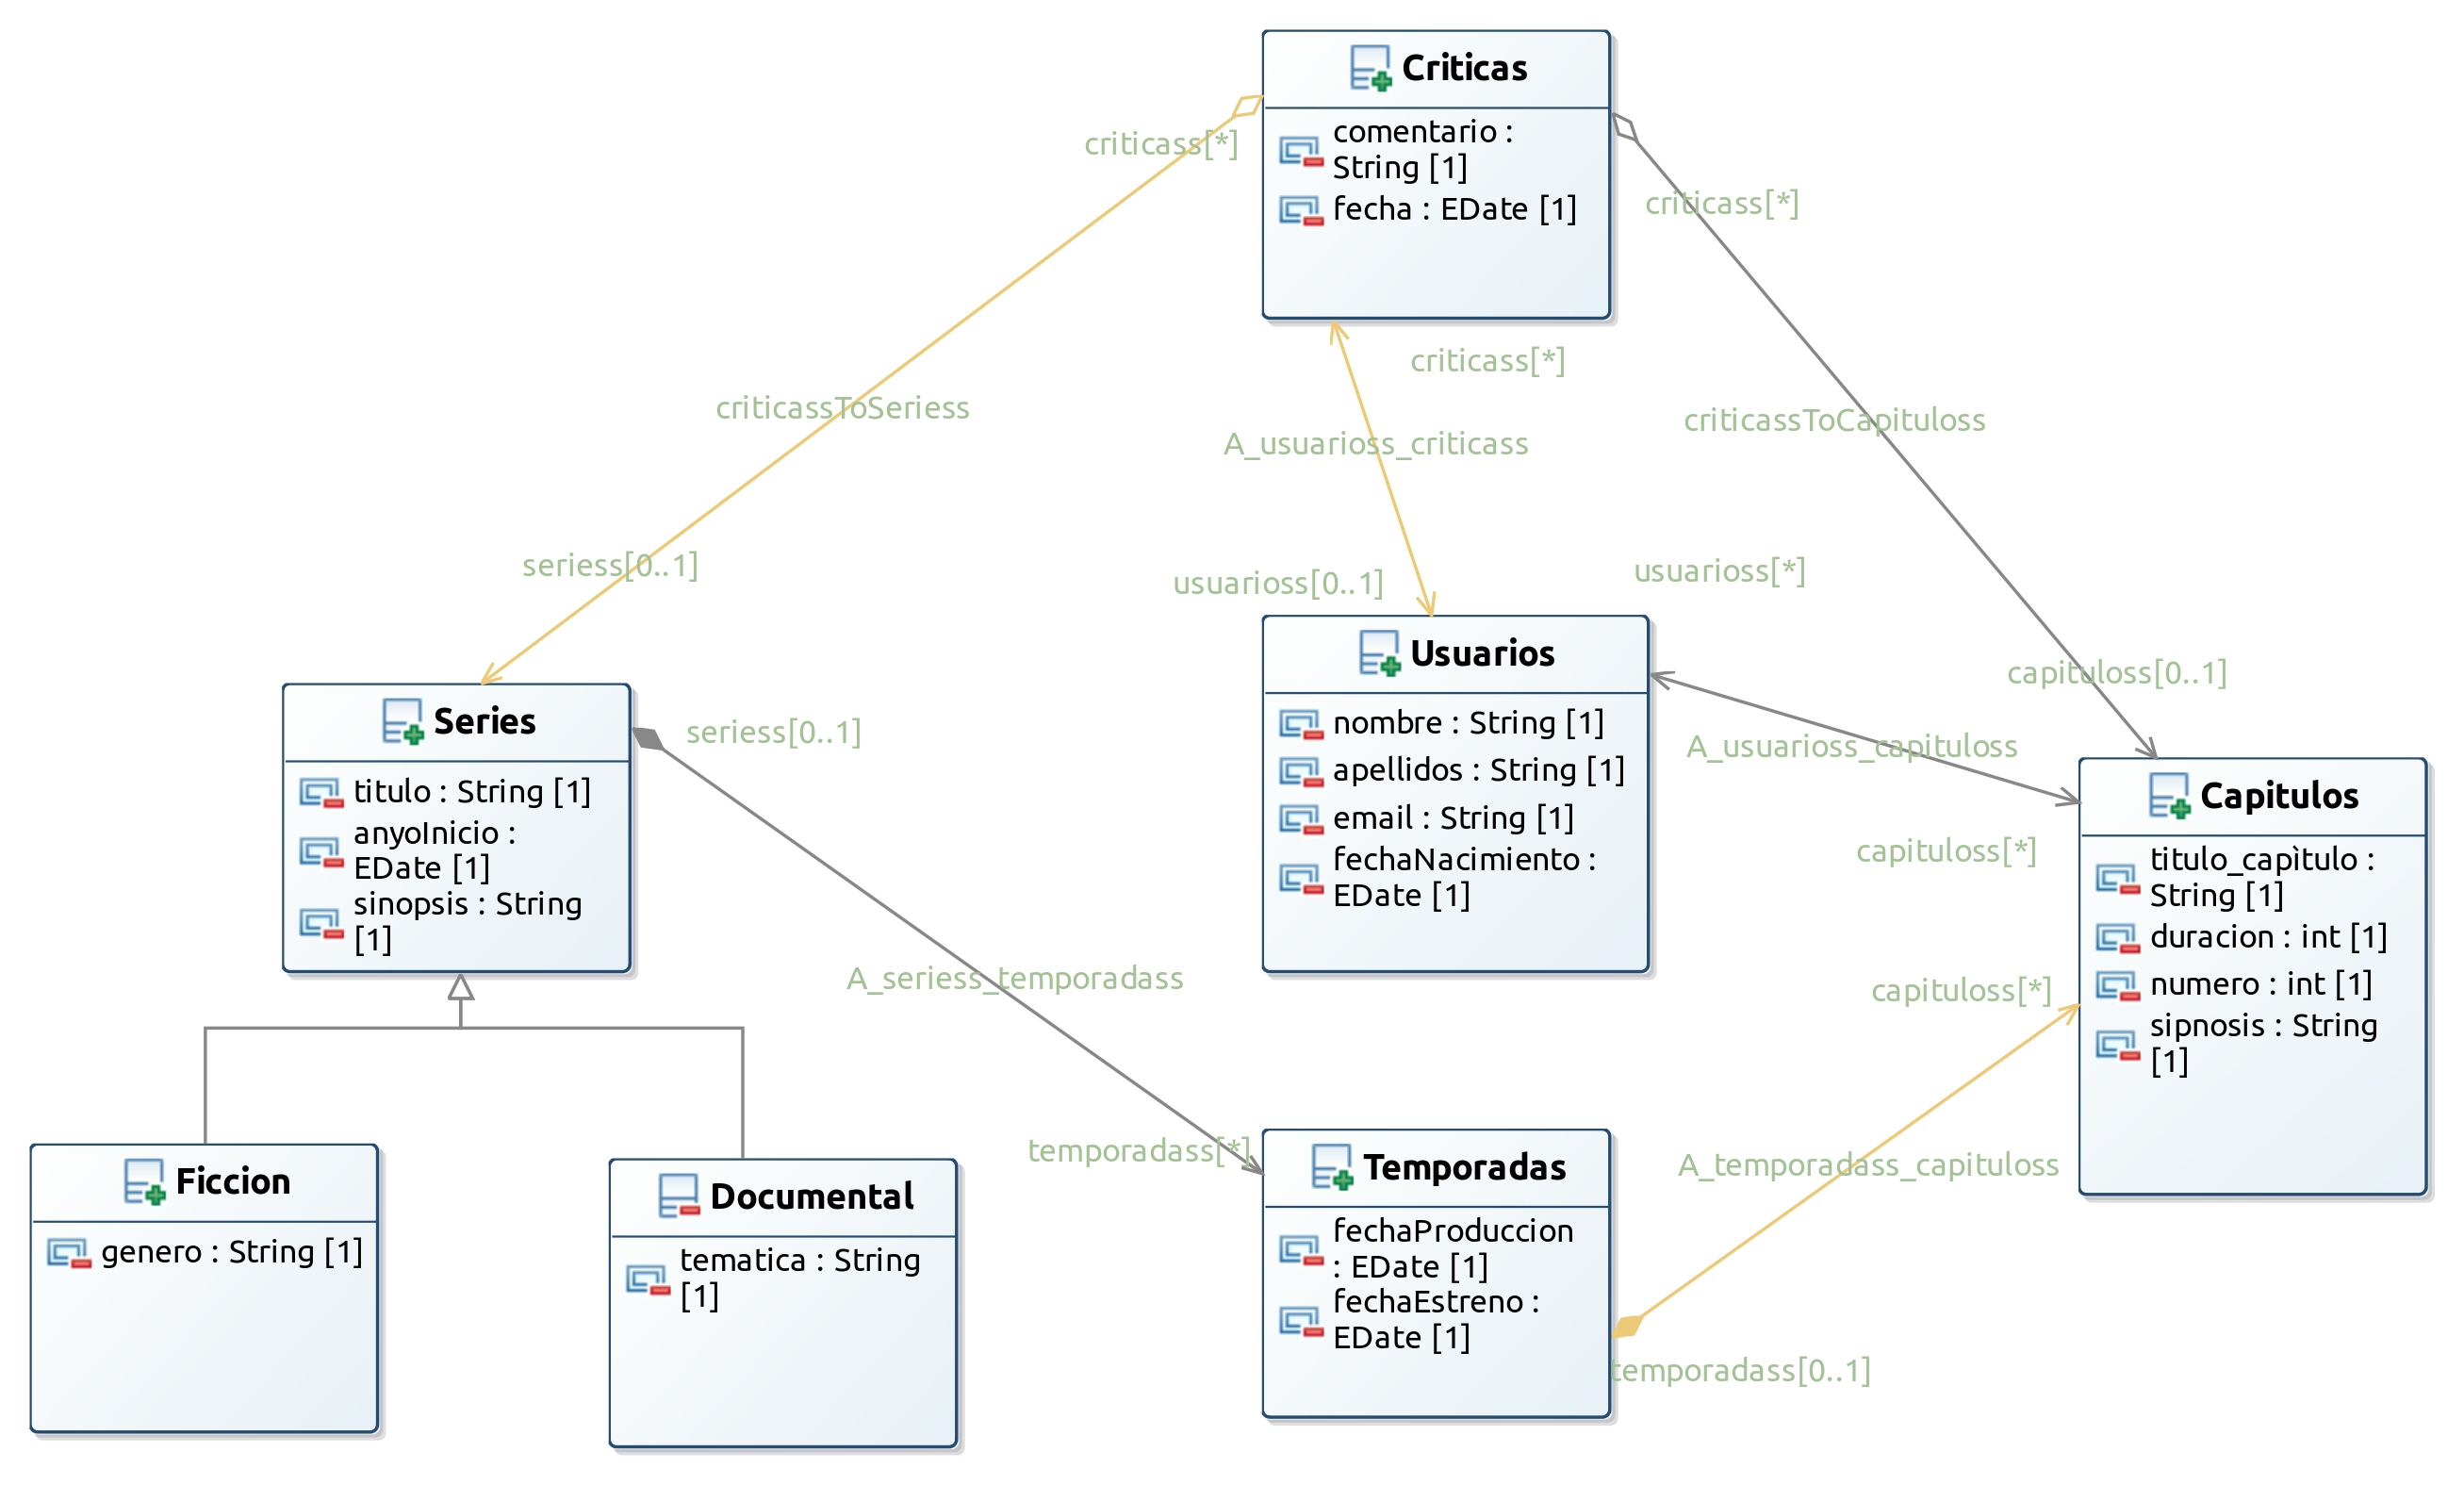 Criticas
comentario :
String [1]
fecha : EDate [1]
criticass[*]
criticass[*]
criticass[*]
criticassToSeriess
A_usuarioss_criticass
criticassToCapituloss
seriess[0..1]
usuarioss[0..1]
usuarioss[*]
capituloss[0..1]
Series
titulo : String [1]
anyoInicio :
EDate [1]
sinopsis : String
[1]
seriess[0..1]
Usuarios
nombre : String [1]
apellidos : String [1]
email : String [1]
fechaNacimiento :
EDate [1]
A_usuarioss_capituloss
capituloss[*]
Capitulos
titulo_capìtulo :
String [1]
duracion : int [1]
numero : int [1]
sipnosis : String
[1]
capituloss[*]
A_seriess_temporadass
temporadass[*]
A_temporadass_capituloss
Ficcion
genero : String [1]
Documental
tematica : String
[1]
Temporadas
fechaProduccion
: EDate [1]
fechaEstreno :
EDate [1]
temporadass[0..1]